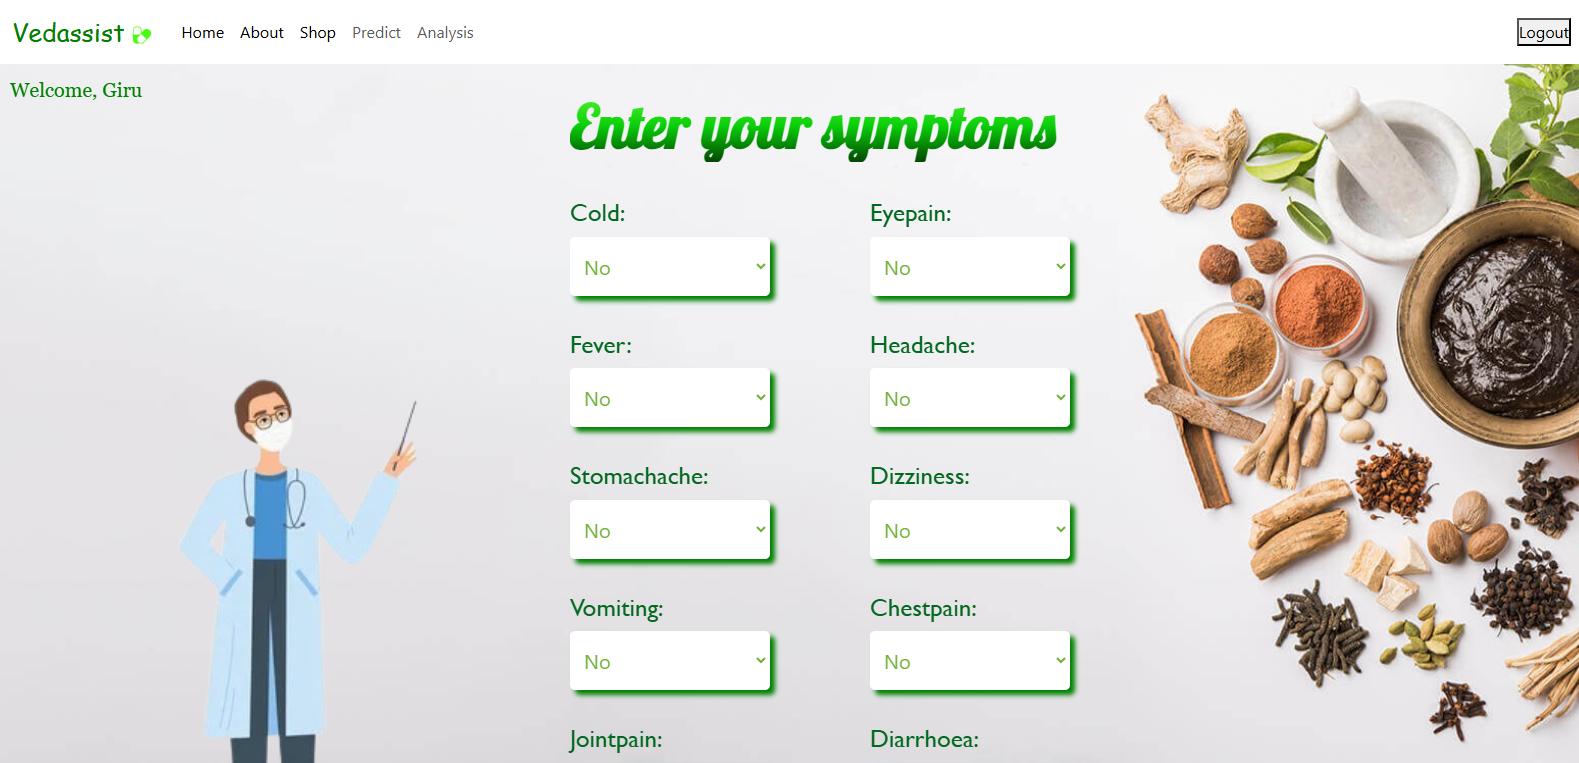 Vedassist Home About Shop Predict Analysis Logout
Welcome, Giru
Enter your symptoms
Cold: Eyepain:
No No
Fever: Headache:
No No
Stomachache: Dizziness:
No No
Vomiting: Chestpain:
No No
Jointpain: Diarrhoea: